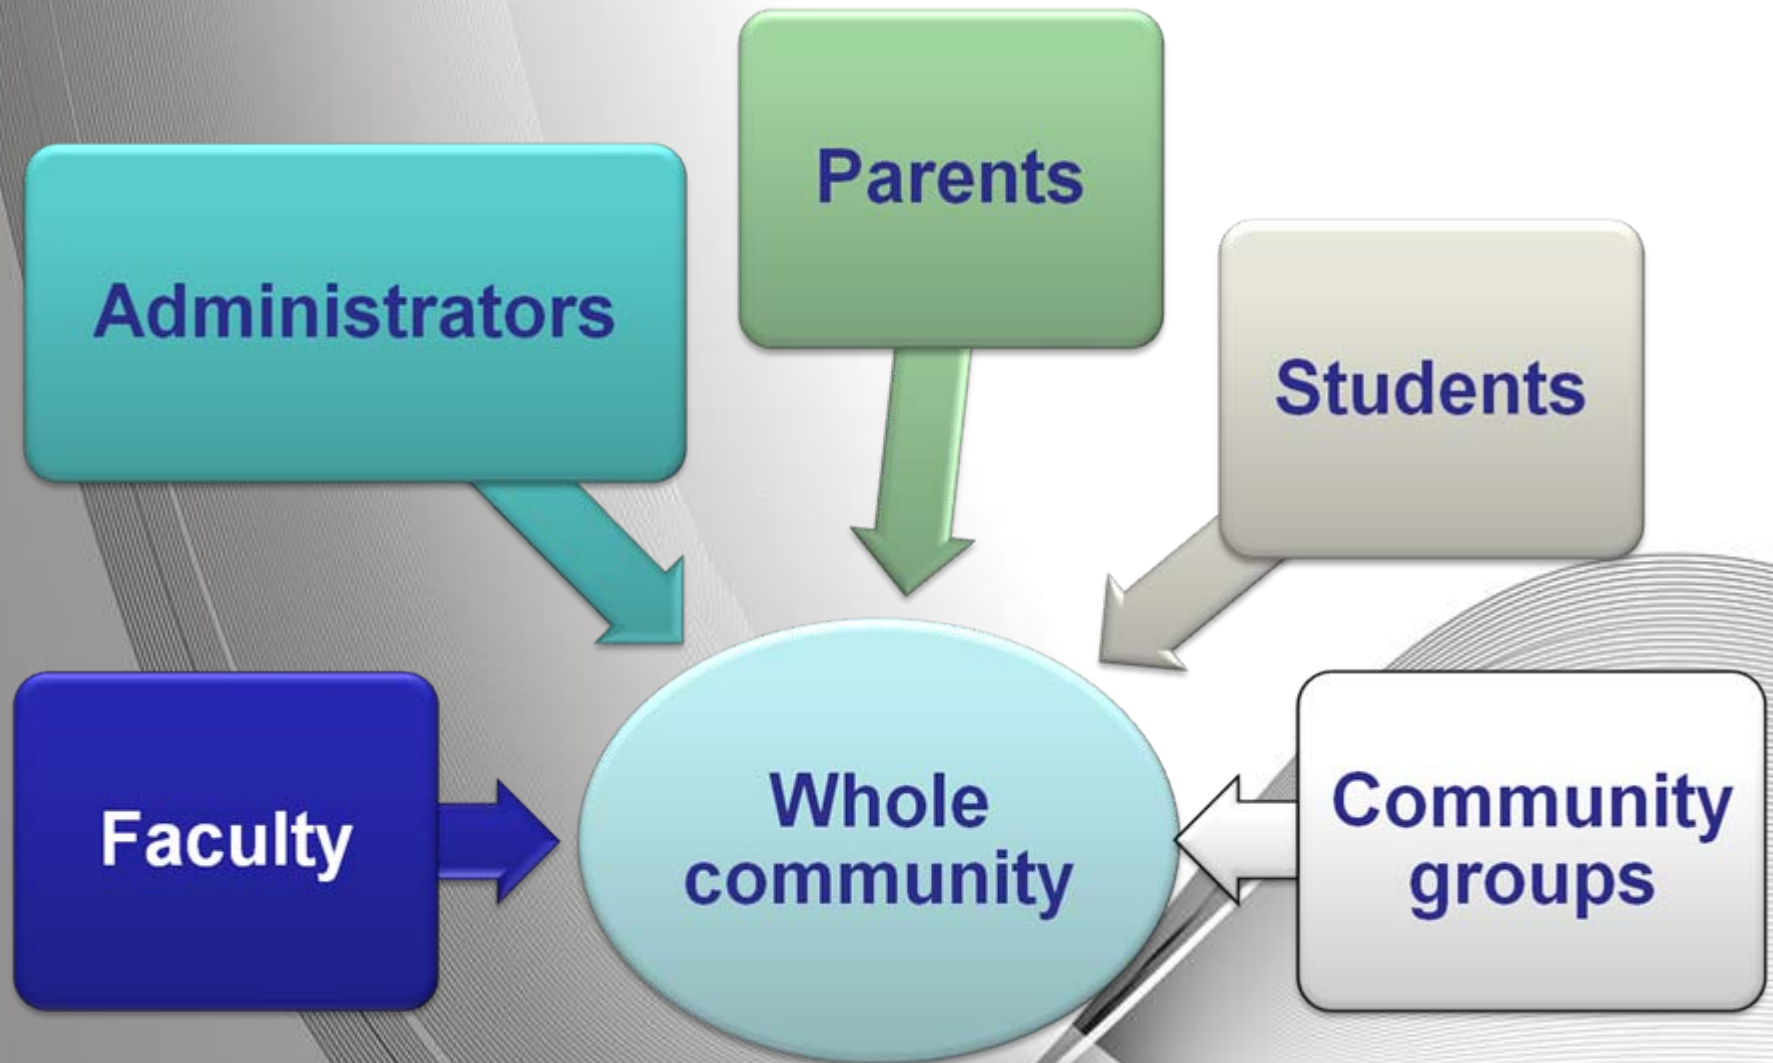 Parents
Administrators
Students
Faculty
Whole
community
Community
groups